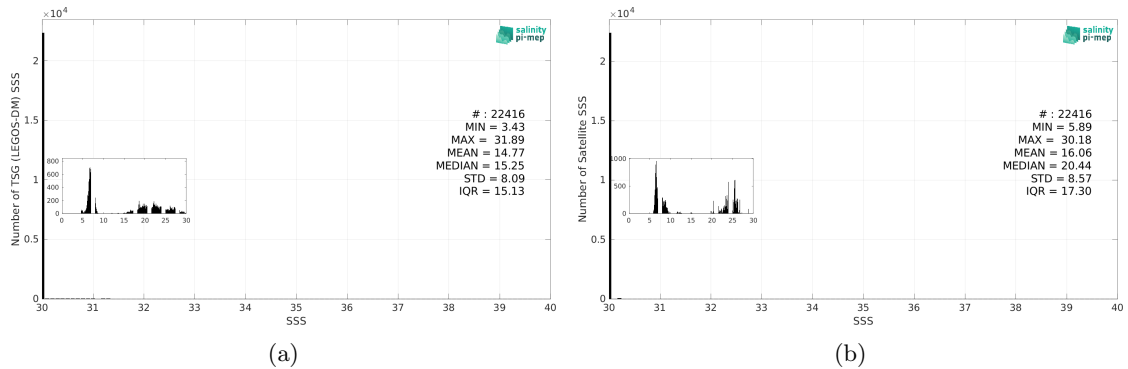 ×10^4
salinity
pi-mep
Number of TSG (LEGOS-DM) SSS
2
1.5
1
0.5
0
# : 22416
MIN = 3.43
MAX = 31.89
MEAN = 14.77
MEDIAN = 15.25
STD = 8.09
IQR = 15.13
800
600
400
200
0
0 5 10 15 20 25 30
30 31 32 33 34 35 36 37 38 39 40
SSS
(a)
×10^4
salinity
pi-mep
Number of Satellite SSS
2
1.5
1
0.5
0
# : 22416
MIN = 5.89
MAX = 30.18
MEAN = 16.06
MEDIAN = 20.44
STD = 8.57
IQR = 17.30
1000
500
0
0 5 10 15 20 25 30
30 31 32 33 34 35 36 37 38 39 40
SSS
(b)